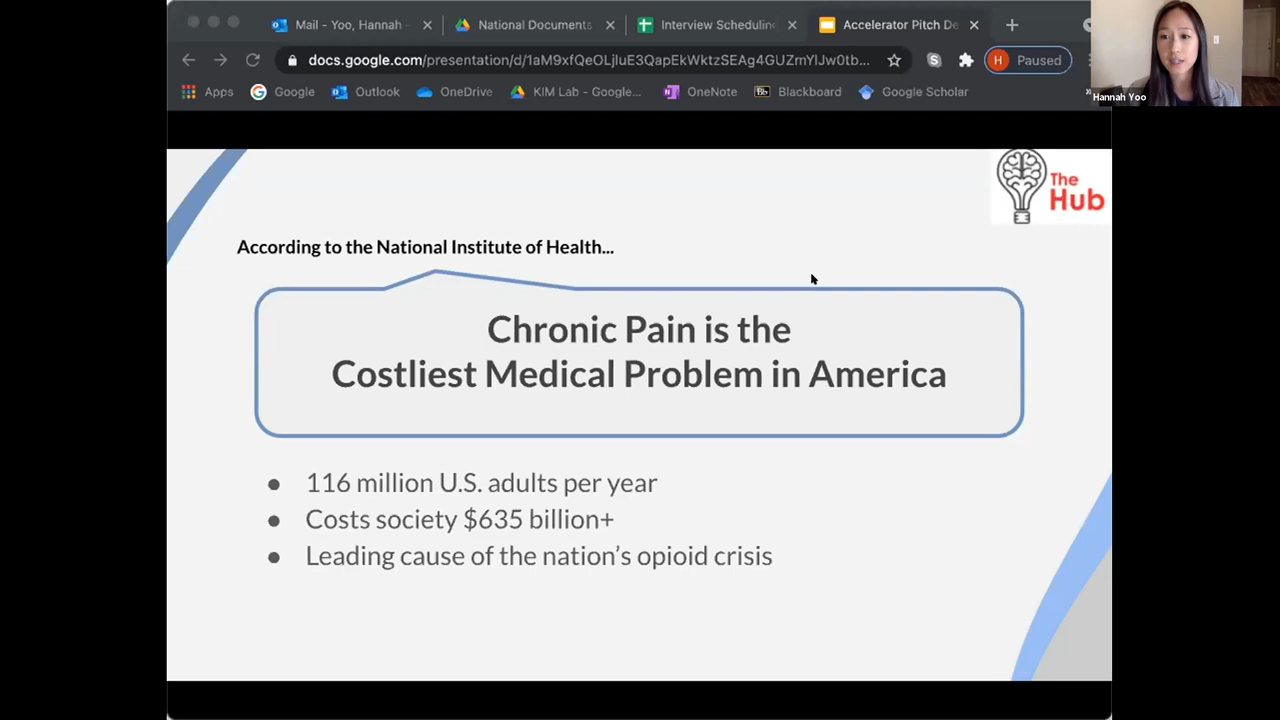 Mail - Yoo, Hannah -
National Documents
Interview Scheduling
Accelerator Pitch De
docs.google.com/presentation/d/1aM9xfQeOLjluE3QapEkWktzSEAg4GUZmYlJw0tb...
H Paused
Apps
Google
Outlook
OneDrive
KIM Lab - Google...
OneNote
Bb Blackboard
Google Scholar
»
Hannah Yoo
The
Hub
According to the National Institute of Health...
Chronic Pain is the
Costliest Medical Problem in America
● 116 million U.S. adults per year
● Costs society $635 billion+
● Leading cause of the nation's opioid crisis